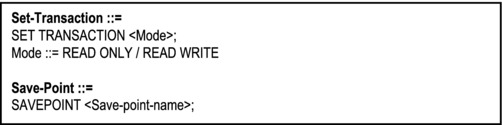 Set-Transaction ::=
SET TRANSACTION <Mode>;
Mode ::= READ ONLY / READ WRITE
Save-Point ::=
SAVEPOINT <Save-point-name>;